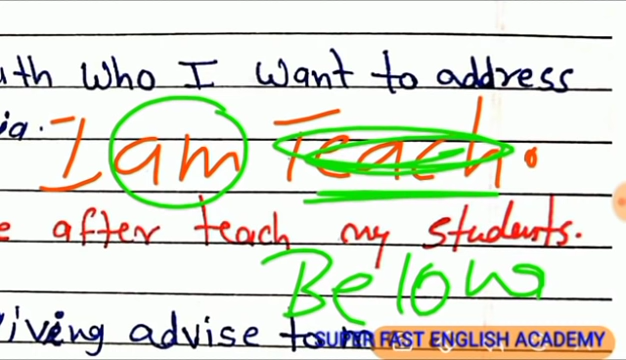 uth who I want to address
ia. I am Teach.
e after teach my students.
Below
iving advise to m
SUPER FAST ENGLISH ACADEMY